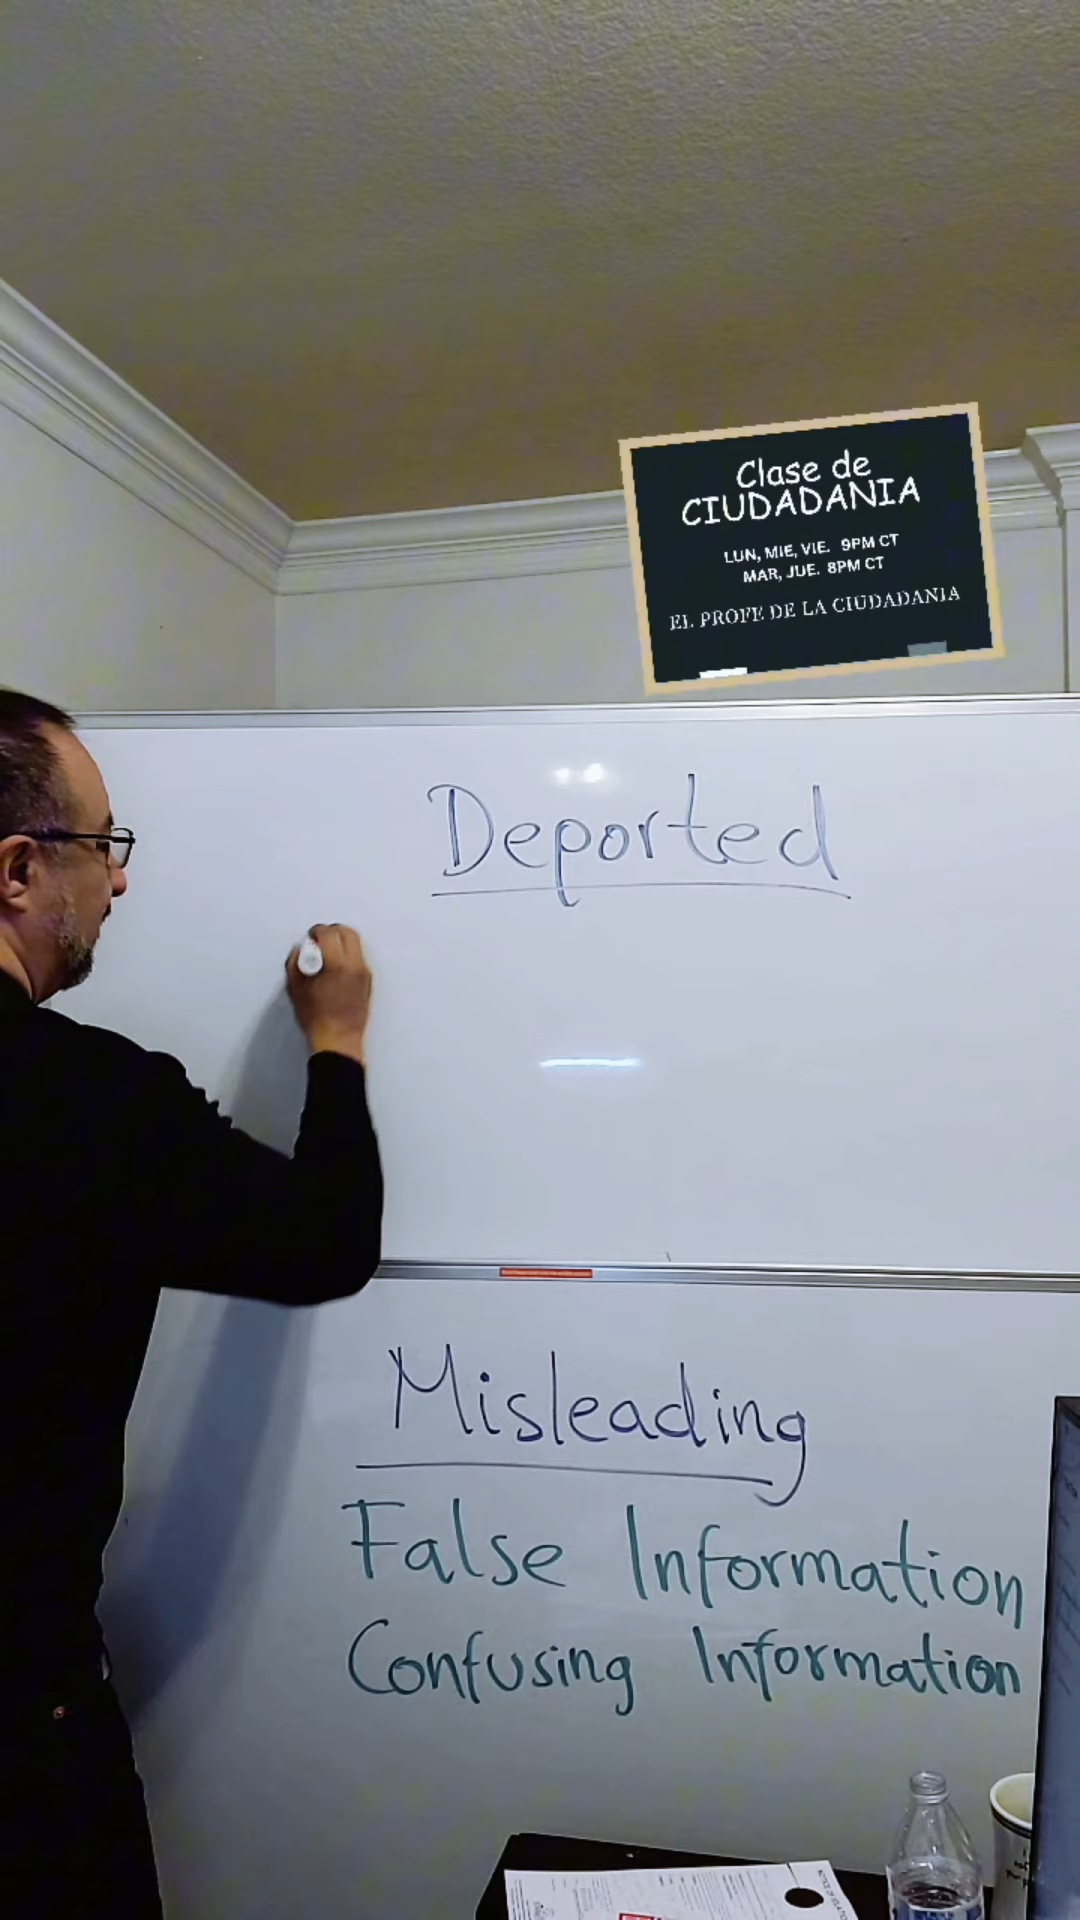 Clase de
CIUDADANIA
LUN, MIE, VIE. 9PM CT
MAR, JUE. 8PM CT
EL PROFE DE LA CIUDADANIA
Deported
Misleading
False Information
Confusing Information